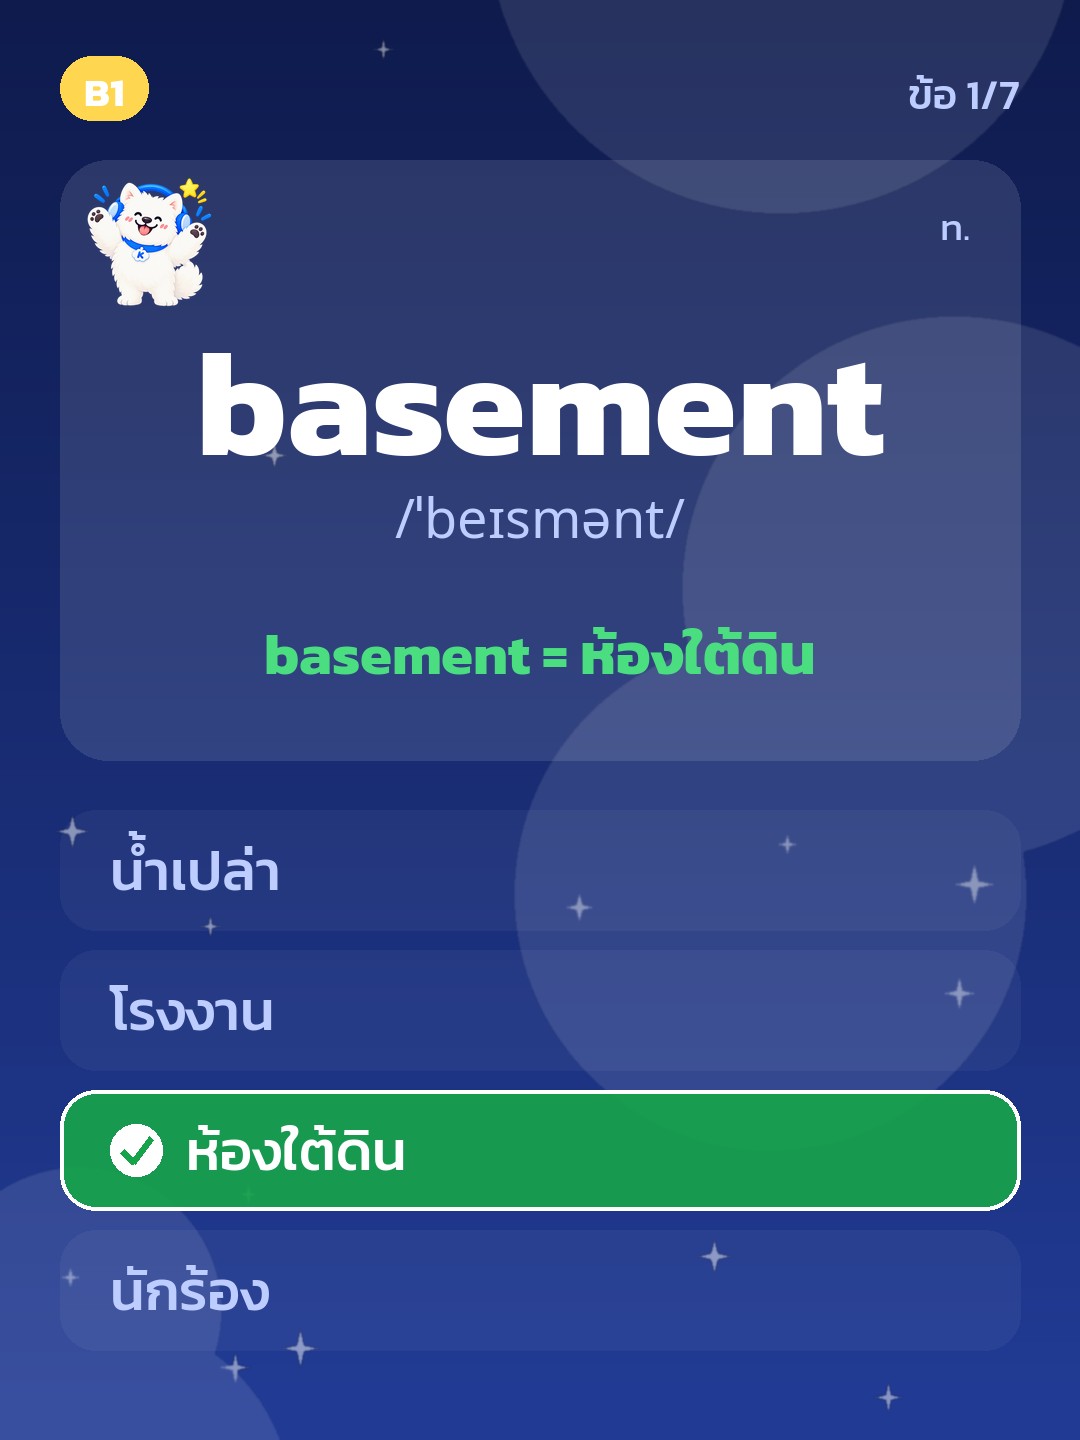 B1
ข้อ 1/7
n.
K
basement
/ˈbeɪsmənt/
basement = ห้องใต้ดิน
น้ำเปล่า
โรงงาน
ห้องใต้ดิน
นักร้อง